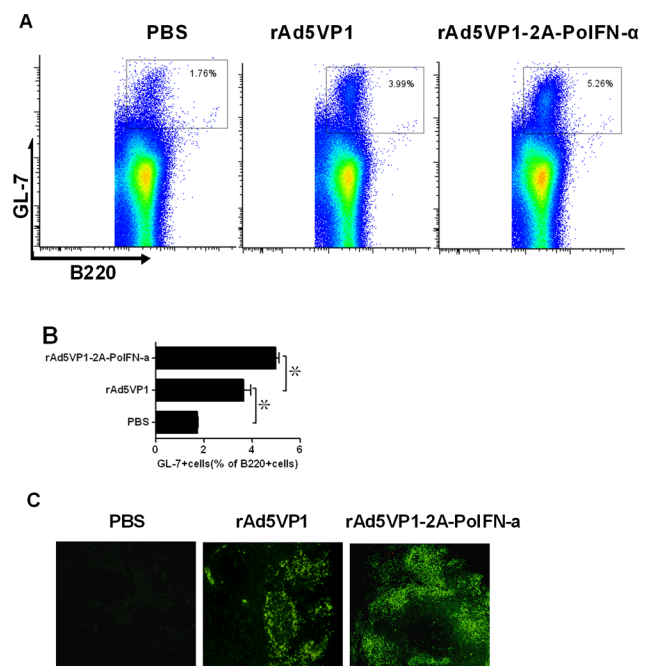 A
PBS
rAd5VP1
rAd5VP1-2A-PoIFN-α
1.76%
3.99%
5.26%
GL-7
B220
B
rAd5VP1-2A-PoIFN-a
rAd5VP1
PBS
*
*
0 2 4 6
GL-7+cells(% of B220+cells)
C
PBS
rAd5VP1
rAd5VP1-2A-PoIFN-a